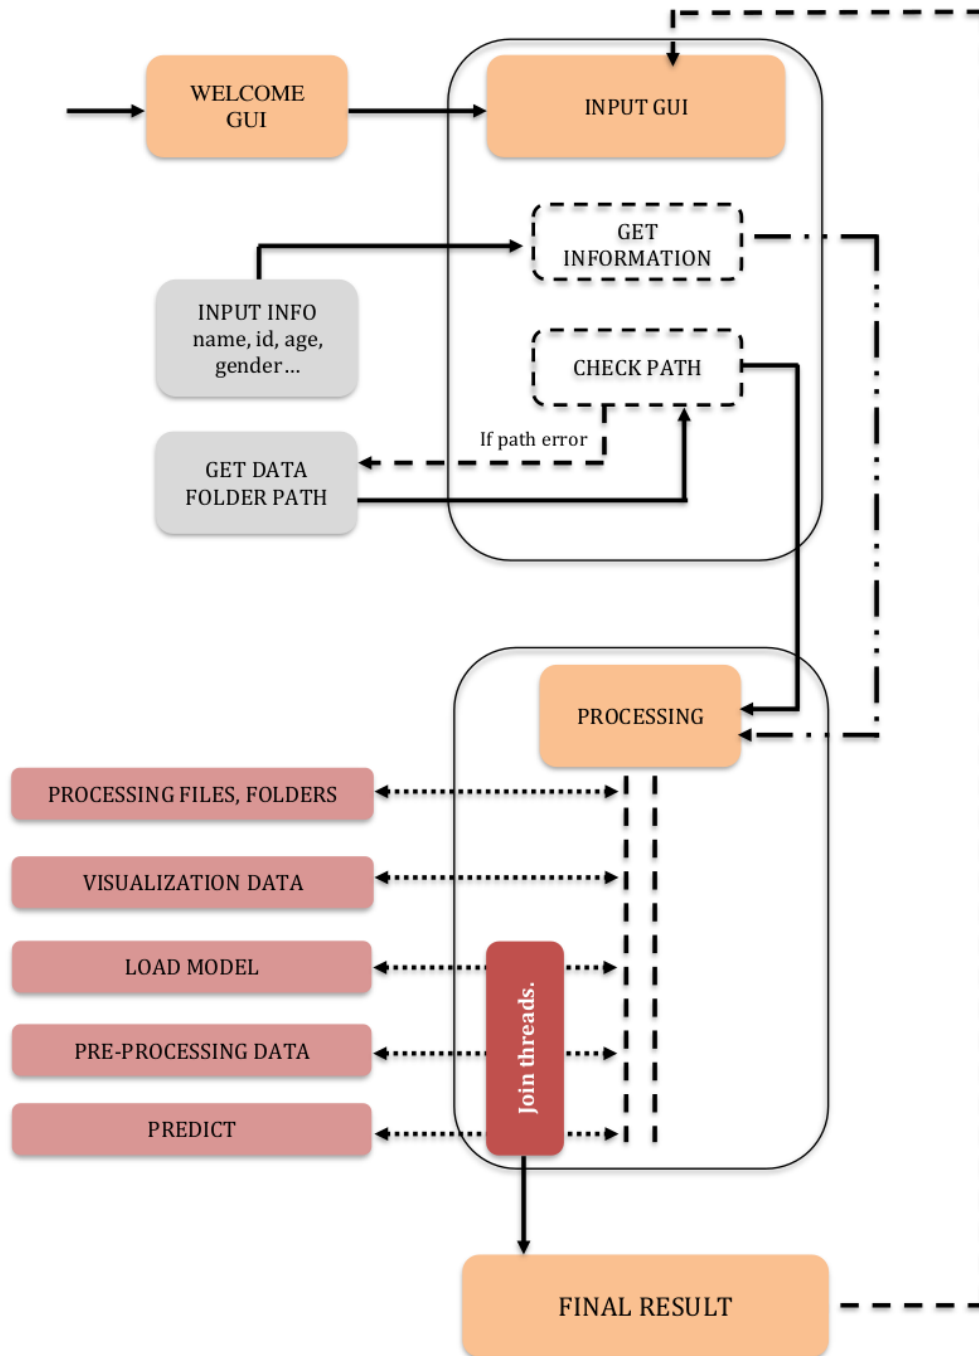 WELCOME
GUI
INPUT GUI
GET
INFORMATION
INPUT INFO
name, id, age,
gender...
CHECK PATH
If path error
GET DATA
FOLDER PATH
PROCESSING
PROCESSING FILES, FOLDERS
VISUALIZATION DATA
LOAD MODEL
Join threads.
PRE-PROCESSING DATA
PREDICT
FINAL RESULT